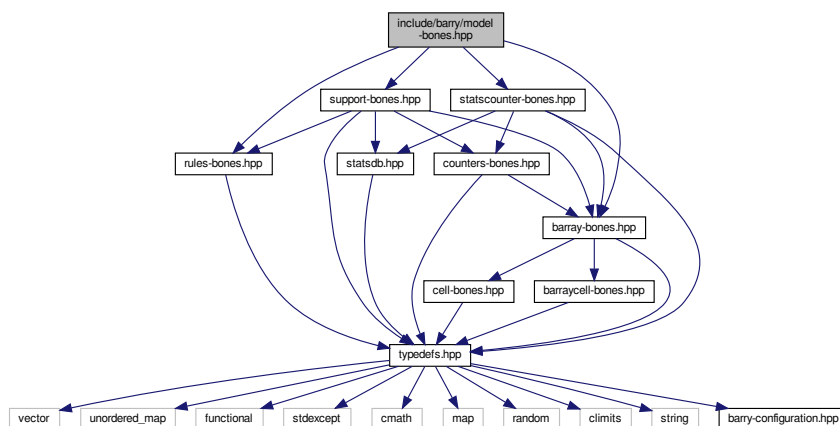 include/barry/model
-bones.hpp
support-bones.hpp
statscounter-bones.hpp
rules-bones.hpp
statsdb.hpp
counters-bones.hpp
barray-bones.hpp
cell-bones.hpp
barraycell-bones.hpp
typedefs.hpp
vector
unordered_map
functional
stdexcept
cmath
map
random
climits
string
barry-configuration.hpp